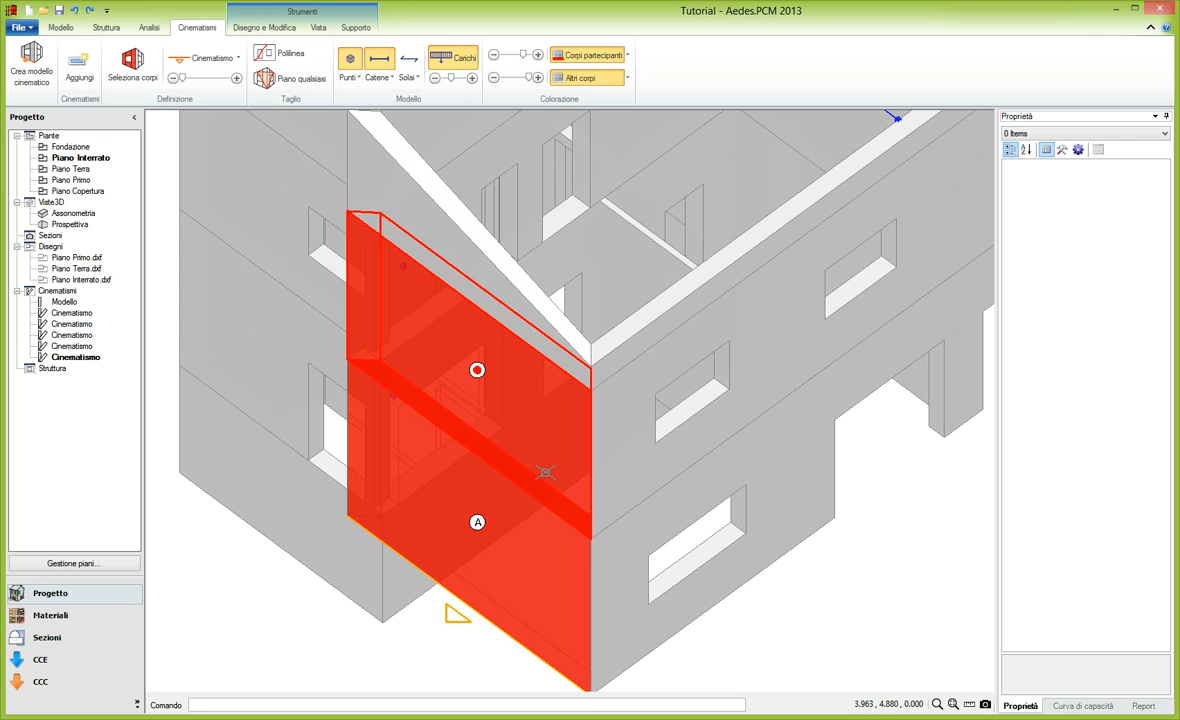 Strumenti
Tutorial - Aedes.PCM 2013
File
Modello
Struttura
Analisi
Cinematismi
Disegno e Modifica
Vista
Supporto
Crea modello
cinematico
Aggiungi
Cinematismi
Seleziona corpi
Cinematismo
Definizione
Polilinea
Piano qualsiasi
Taglio
Punti
Catene
Solai
Carichi
Modello
Corpi partecipanti
Altri corpi
Colorazione
Progetto
Piante
Fondazione
Piano Interrato
Piano Terra
Piano Primo
Piano Copertura
Viste3D
Assonometria
Prospettiva
Sezioni
Disegni
Piano Primo.dxf
Piano Terra.dxf
Piano Interrato.dxf
Cinematismi
Modello
Cinematismo
Cinematismo
Cinematismo
Cinematismo
Cinematismo
Struttura
Gestione piani...
Progetto
Materiali
Sezioni
CCE
CCC
A
Comando
3.963 , 4.880 , 0.000
Proprietà
0 Items
Proprietà
Curva di capacità
Report